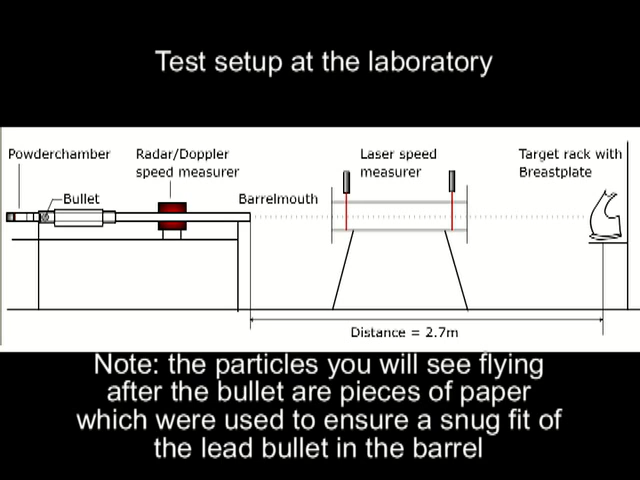 Test setup at the laboratory
Powderchamber
Radar/Doppler
speed measurer
Laser speed
measurer
Target rack with
Breastplate
Bullet
Barrelmouth
Distance = 2.7m
Note: the particles you will see flying
after the bullet are pieces of paper
which were used to ensure a snug fit of
the lead bullet in the barrel